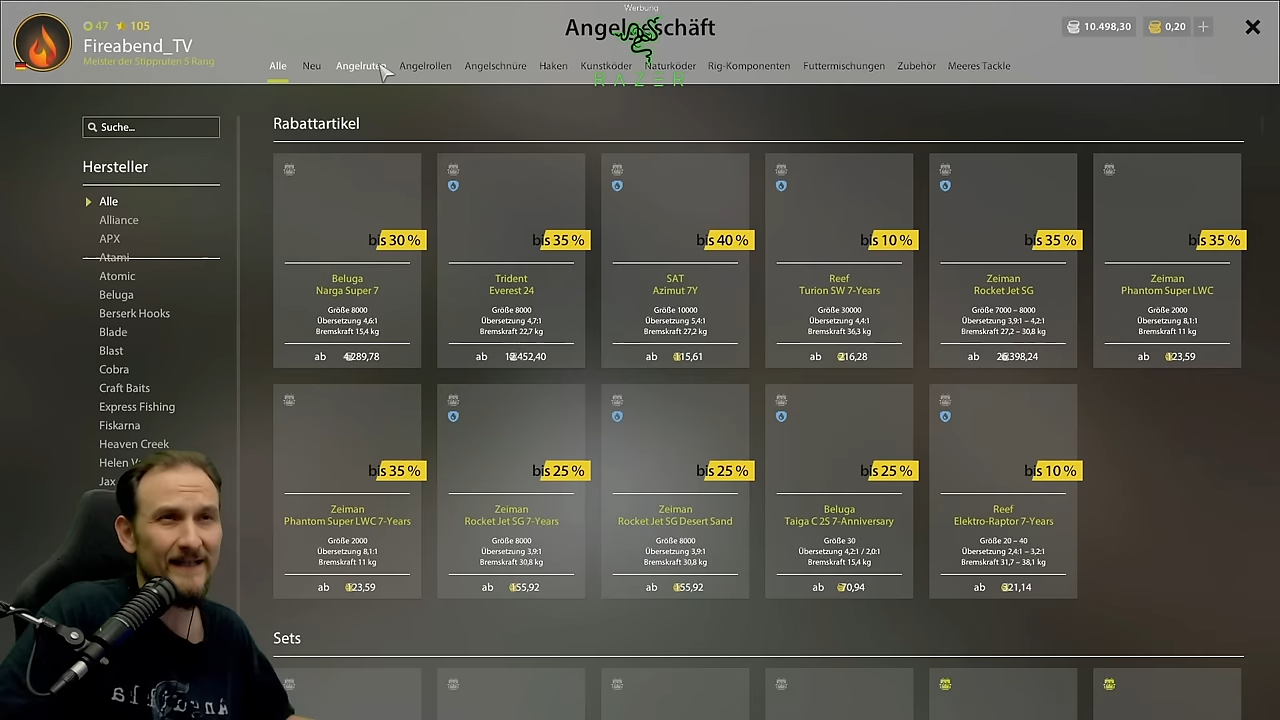 Werbung
47 105
Fireabend_TV
Meister der Stippruten 5 Rang
Angelgeschäft
RAZER
10.498,30 0,20 +
Alle Neu Angelruten Angelrollen Angelschnüre Haken Kunstköder Naturköder Rig-Komponenten Futtermischungen Zubehör Meeres Tackle
Suche...
Hersteller
Alle
Alliance
APX
Atami
Atomic
Beluga
Berserk Hooks
Blade
Blast
Cobra
Craft Baits
Express Fishing
Fiskarna
Heaven Creek
Helen
Jax
Rabattartikel
bis 30 %
Beluga
Narga Super 7
Größe 8000
Übersetzung 4,6:1
Bremskraft 15,4 kg
ab 4.289,78
bis 35 %
Trident
Everest 24
Größe 8000
Übersetzung 4,7:1
Bremskraft 22,7 kg
ab 12.452,40
bis 40 %
SAT
Azimut 7Y
Größe 10000
Übersetzung 5,4:1
Bremskraft 27,2 kg
ab 115,61
bis 10 %
Reef
Turion SW 7-Years
Größe 30000
Übersetzung 4,4:1
Bremskraft 36,3 kg
ab 216,28
bis 35 %
Zeiman
Rocket Jet SG
Größe 7000 – 8000
Übersetzung 3,9:1 – 4,2:1
Bremskraft 27,2 – 30,8 kg
ab 26.398,24
bis 35 %
Zeiman
Phantom Super LWC
Größe 2000
Übersetzung 8,1:1
Bremskraft 11 kg
ab 123,59
bis 35 %
Zeiman
Phantom Super LWC 7-Years
Größe 2000
Übersetzung 8,1:1
Bremskraft 11 kg
ab 123,59
bis 25 %
Zeiman
Rocket Jet SG 7-Years
Größe 8000
Übersetzung 3,9:1
Bremskraft 30,8 kg
ab 155,92
bis 25 %
Zeiman
Rocket Jet SG Desert Sand
Größe 8000
Übersetzung 3,9:1
Bremskraft 30,8 kg
ab 155,92
bis 25 %
Beluga
Taiga C 2S 7-Anniversary
Größe 30
Übersetzung 4,2:1 / 2,0:1
Bremskraft 15,4 kg
ab 70,94
bis 10 %
Reef
Elektro-Raptor 7-Years
Größe 20 – 40
Übersetzung 2,4:1 – 3,2:1
Bremskraft 31,7 – 38,1 kg
ab 321,14
Sets